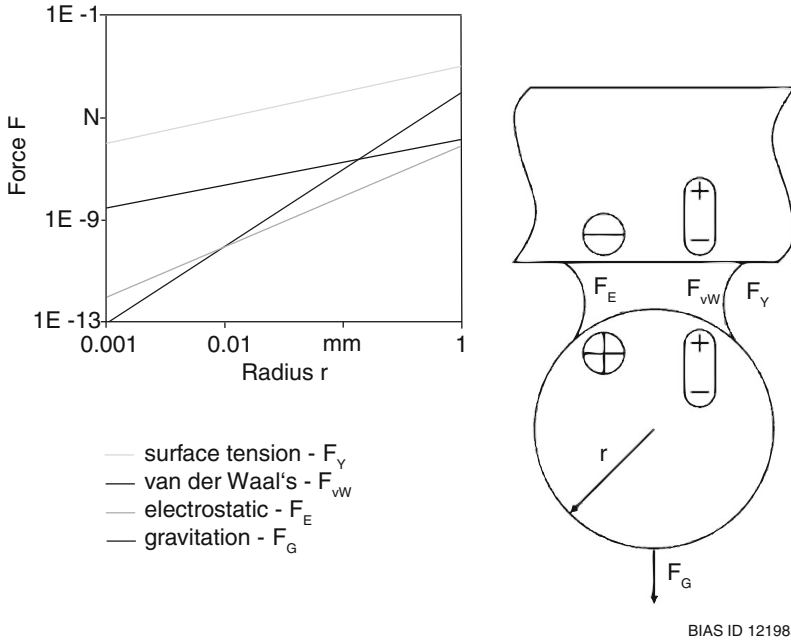 1E -1
N
1E -9
1E -13
Force F
0.001 0.01 mm 1
Radius r
surface tension - F_Y
van der Waal‘s - F_vW
electrostatic - F_E
gravitation - F_G
F_E F_vW F_Y
r
F_G
BIAS ID 121983